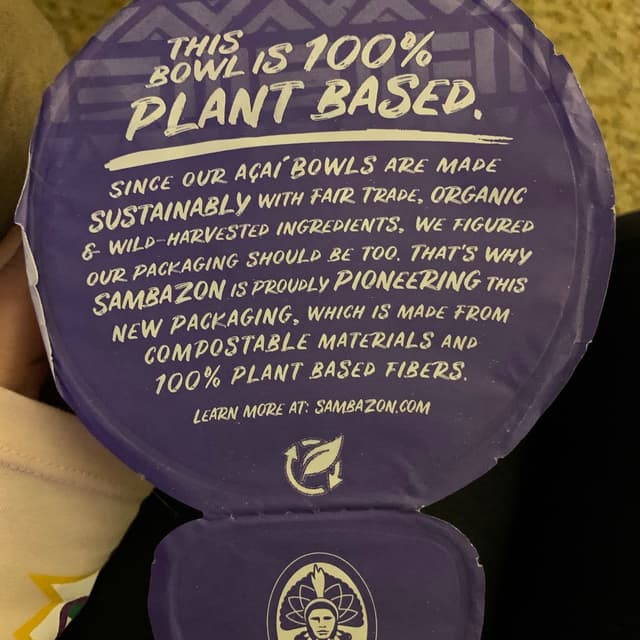 THIS
BOWL IS 100%
PLANT BASED.
SINCE OUR AÇAÍ BOWLS ARE MADE
SUSTAINABLY WITH FAIR TRADE, ORGANIC
& WILD-HARVESTED INGREDIENTS, WE FIGURED
OUR PACKAGING SHOULD BE TOO. THAT'S WHY
SAMBAZON IS PROUDLY PIONEERING THIS
NEW PACKAGING, WHICH IS MADE FROM
COMPOSTABLE MATERIALS AND
100% PLANT BASED FIBERS.
LEARN MORE AT: SAMBAZON.COM